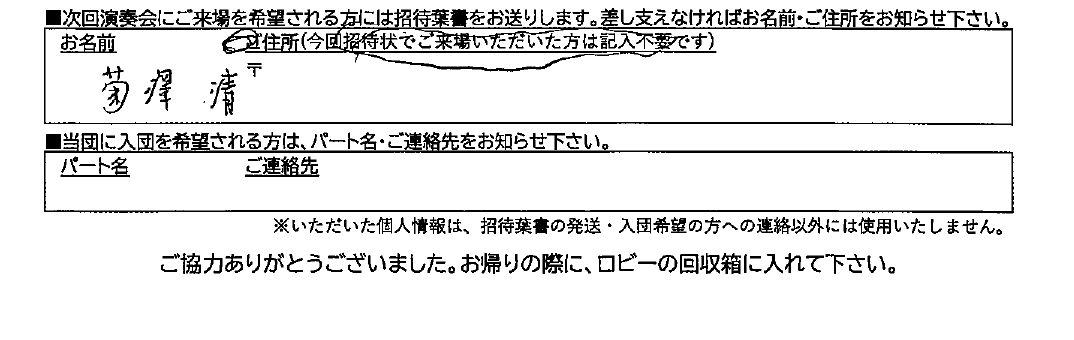 ■次回演奏会にご来場を希望される方には招待葉書をお送りします。差し支えなければお名前・ご住所をお知らせ下さい。
お名前 ご住所(今回招待状でご来場いただいた方は記入不要です)
菊澤 清 〒
■当団に入団を希望される方は、パート名・ご連絡先をお知らせ下さい。
パート名 ご連絡先
※いただいた個人情報は、招待葉書の発送・入団希望の方への連絡以外には使用いたしません。
ご協力ありがとうございました。お帰りの際に、ロビーの回収箱に入れて下さい。